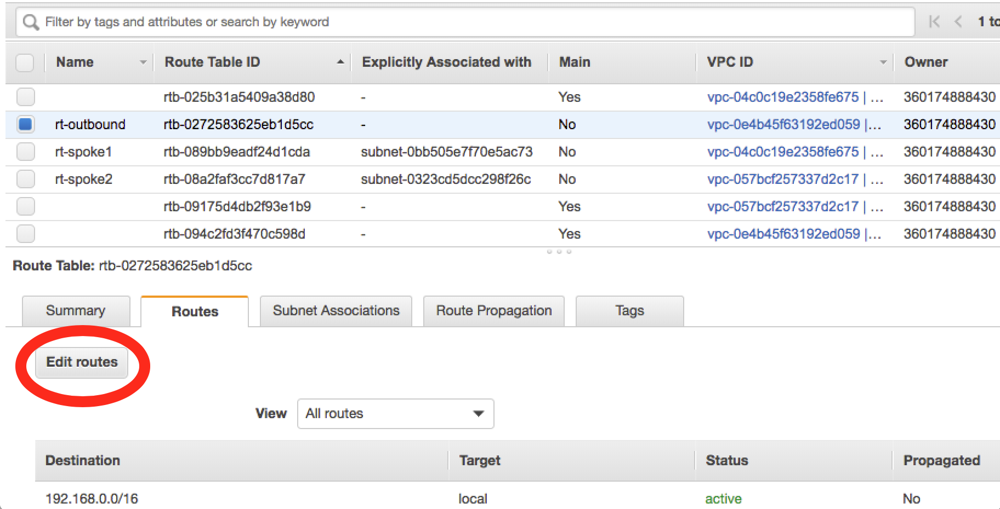 Filter by tags and attributes or search by keyword 1 to
Name Route Table ID Explicitly Associated with Main VPC ID Owner
rtb-025b31a5409a38d80 - Yes vpc-04c0c19e2358fe675 | ... 360174888430
rt-outbound rtb-0272583625eb1d5cc - No vpc-0e4b45f63192ed059 |... 360174888430
rt-spoke1 rtb-089bb9eadf24d1cda subnet-0bb505e7f70e5ac73 No vpc-04c0c19e2358fe675 | ... 360174888430
rt-spoke2 rtb-08a2faf3cc7d817a7 subnet-0323cd5dcc298f26c No vpc-057bcf257337d2c17 | ... 360174888430
rtb-09175d4db2f93e1b9 - Yes vpc-057bcf257337d2c17 | ... 360174888430
rtb-094c2fd3f470c598d - Yes vpc-0e4b45f63192ed059 |... 360174888430
Route Table: rtb-0272583625eb1d5cc
Summary Routes Subnet Associations Route Propagation Tags
Edit routes
View All routes
Destination Target Status Propagated
192.168.0.0/16 local active No